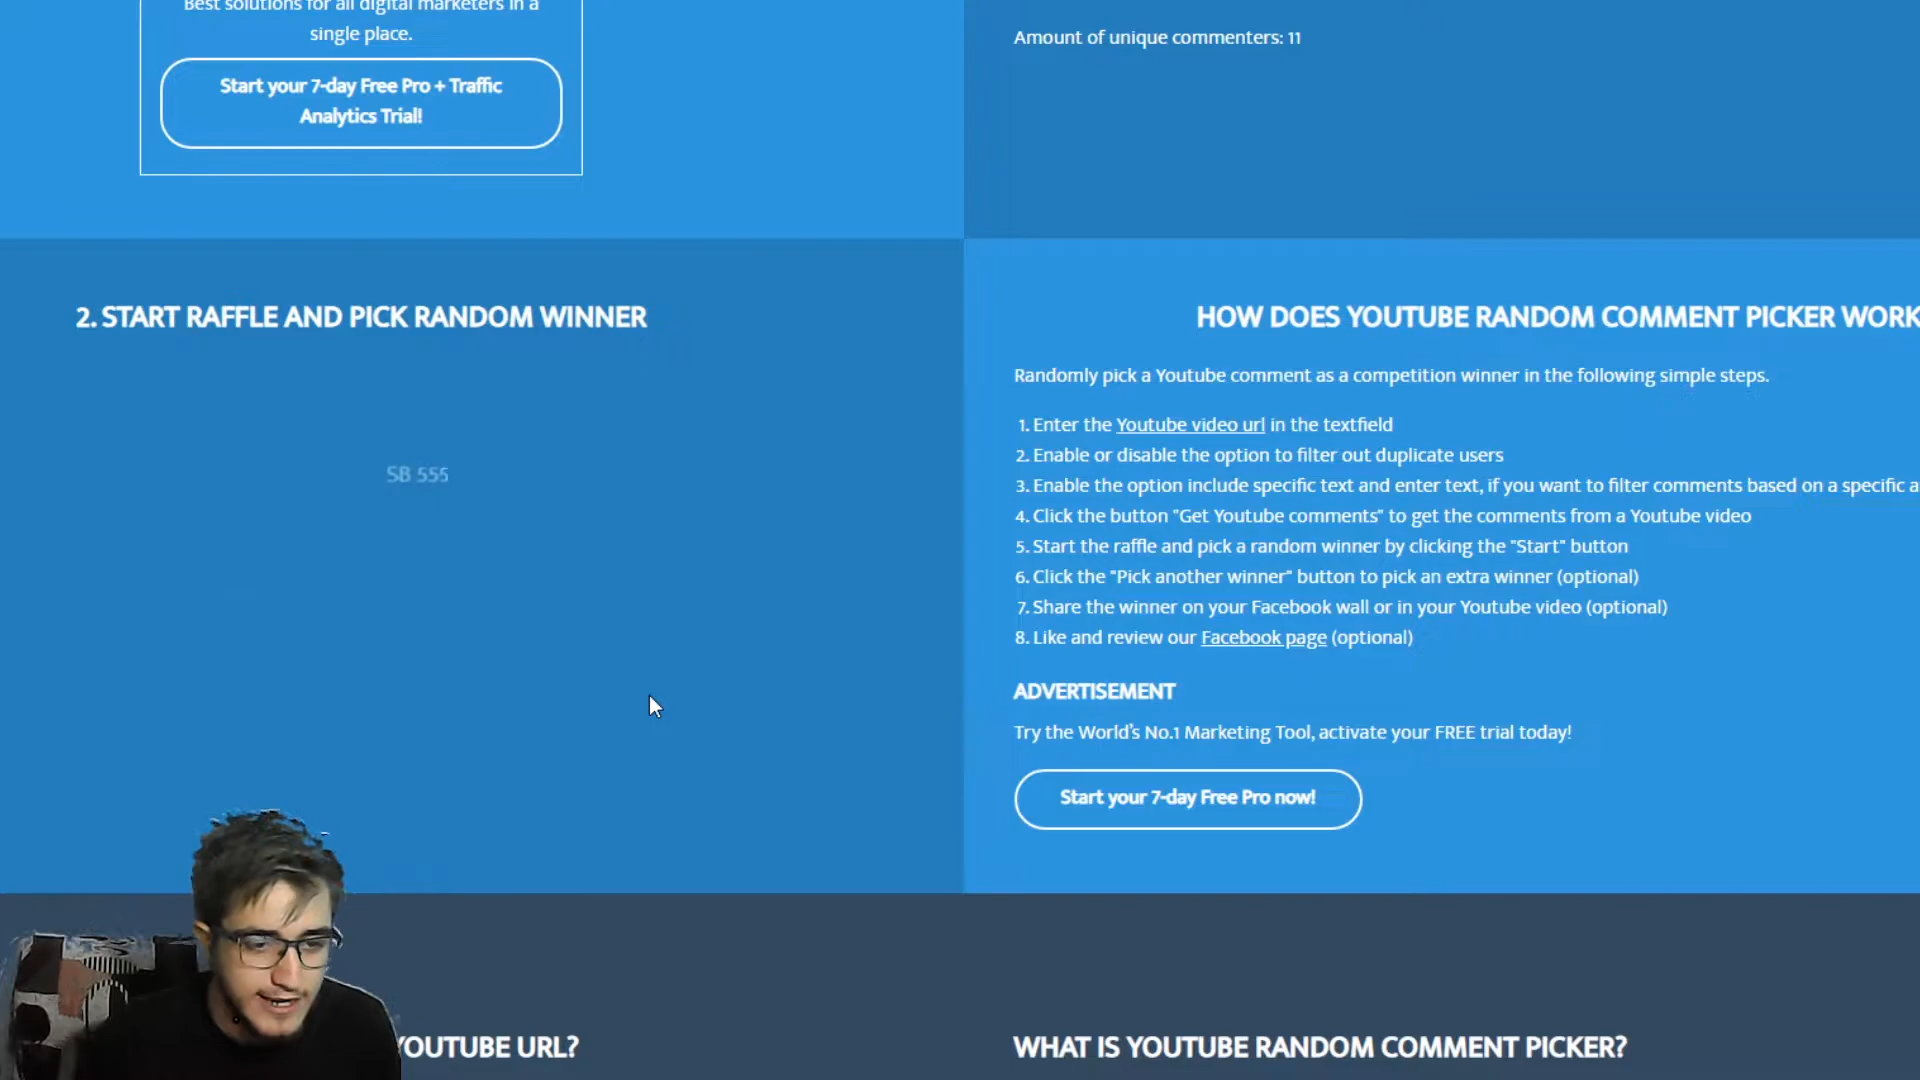 Best solutions for all digital marketers in a
single place.
Start your 7-day Free Pro + Traffic
Analytics Trial!
Amount of unique commenters: 11
2. START RAFFLE AND PICK RANDOM WINNER
SB 555
HOW DOES YOUTUBE RANDOM COMMENT PICKER WORK
Randomly pick a Youtube comment as a competition winner in the following simple steps.
1. Enter the Youtube video url in the textfield
2. Enable or disable the option to filter out duplicate users
3. Enable the option include specific text and enter text, if you want to filter comments based on a specific a
4. Click the button "Get Youtube comments" to get the comments from a Youtube video
5. Start the raffle and pick a random winner by clicking the "Start" button
6. Click the "Pick another winner" button to pick an extra winner (optional)
7. Share the winner on your Facebook wall or in your Youtube video (optional)
8. Like and review our Facebook page (optional)
ADVERTISEMENT
Try the World's No.1 Marketing Tool, activate your FREE trial today!
Start your 7-day Free Pro now!
YOUTUBE URL?
WHAT IS YOUTUBE RANDOM COMMENT PICKER?